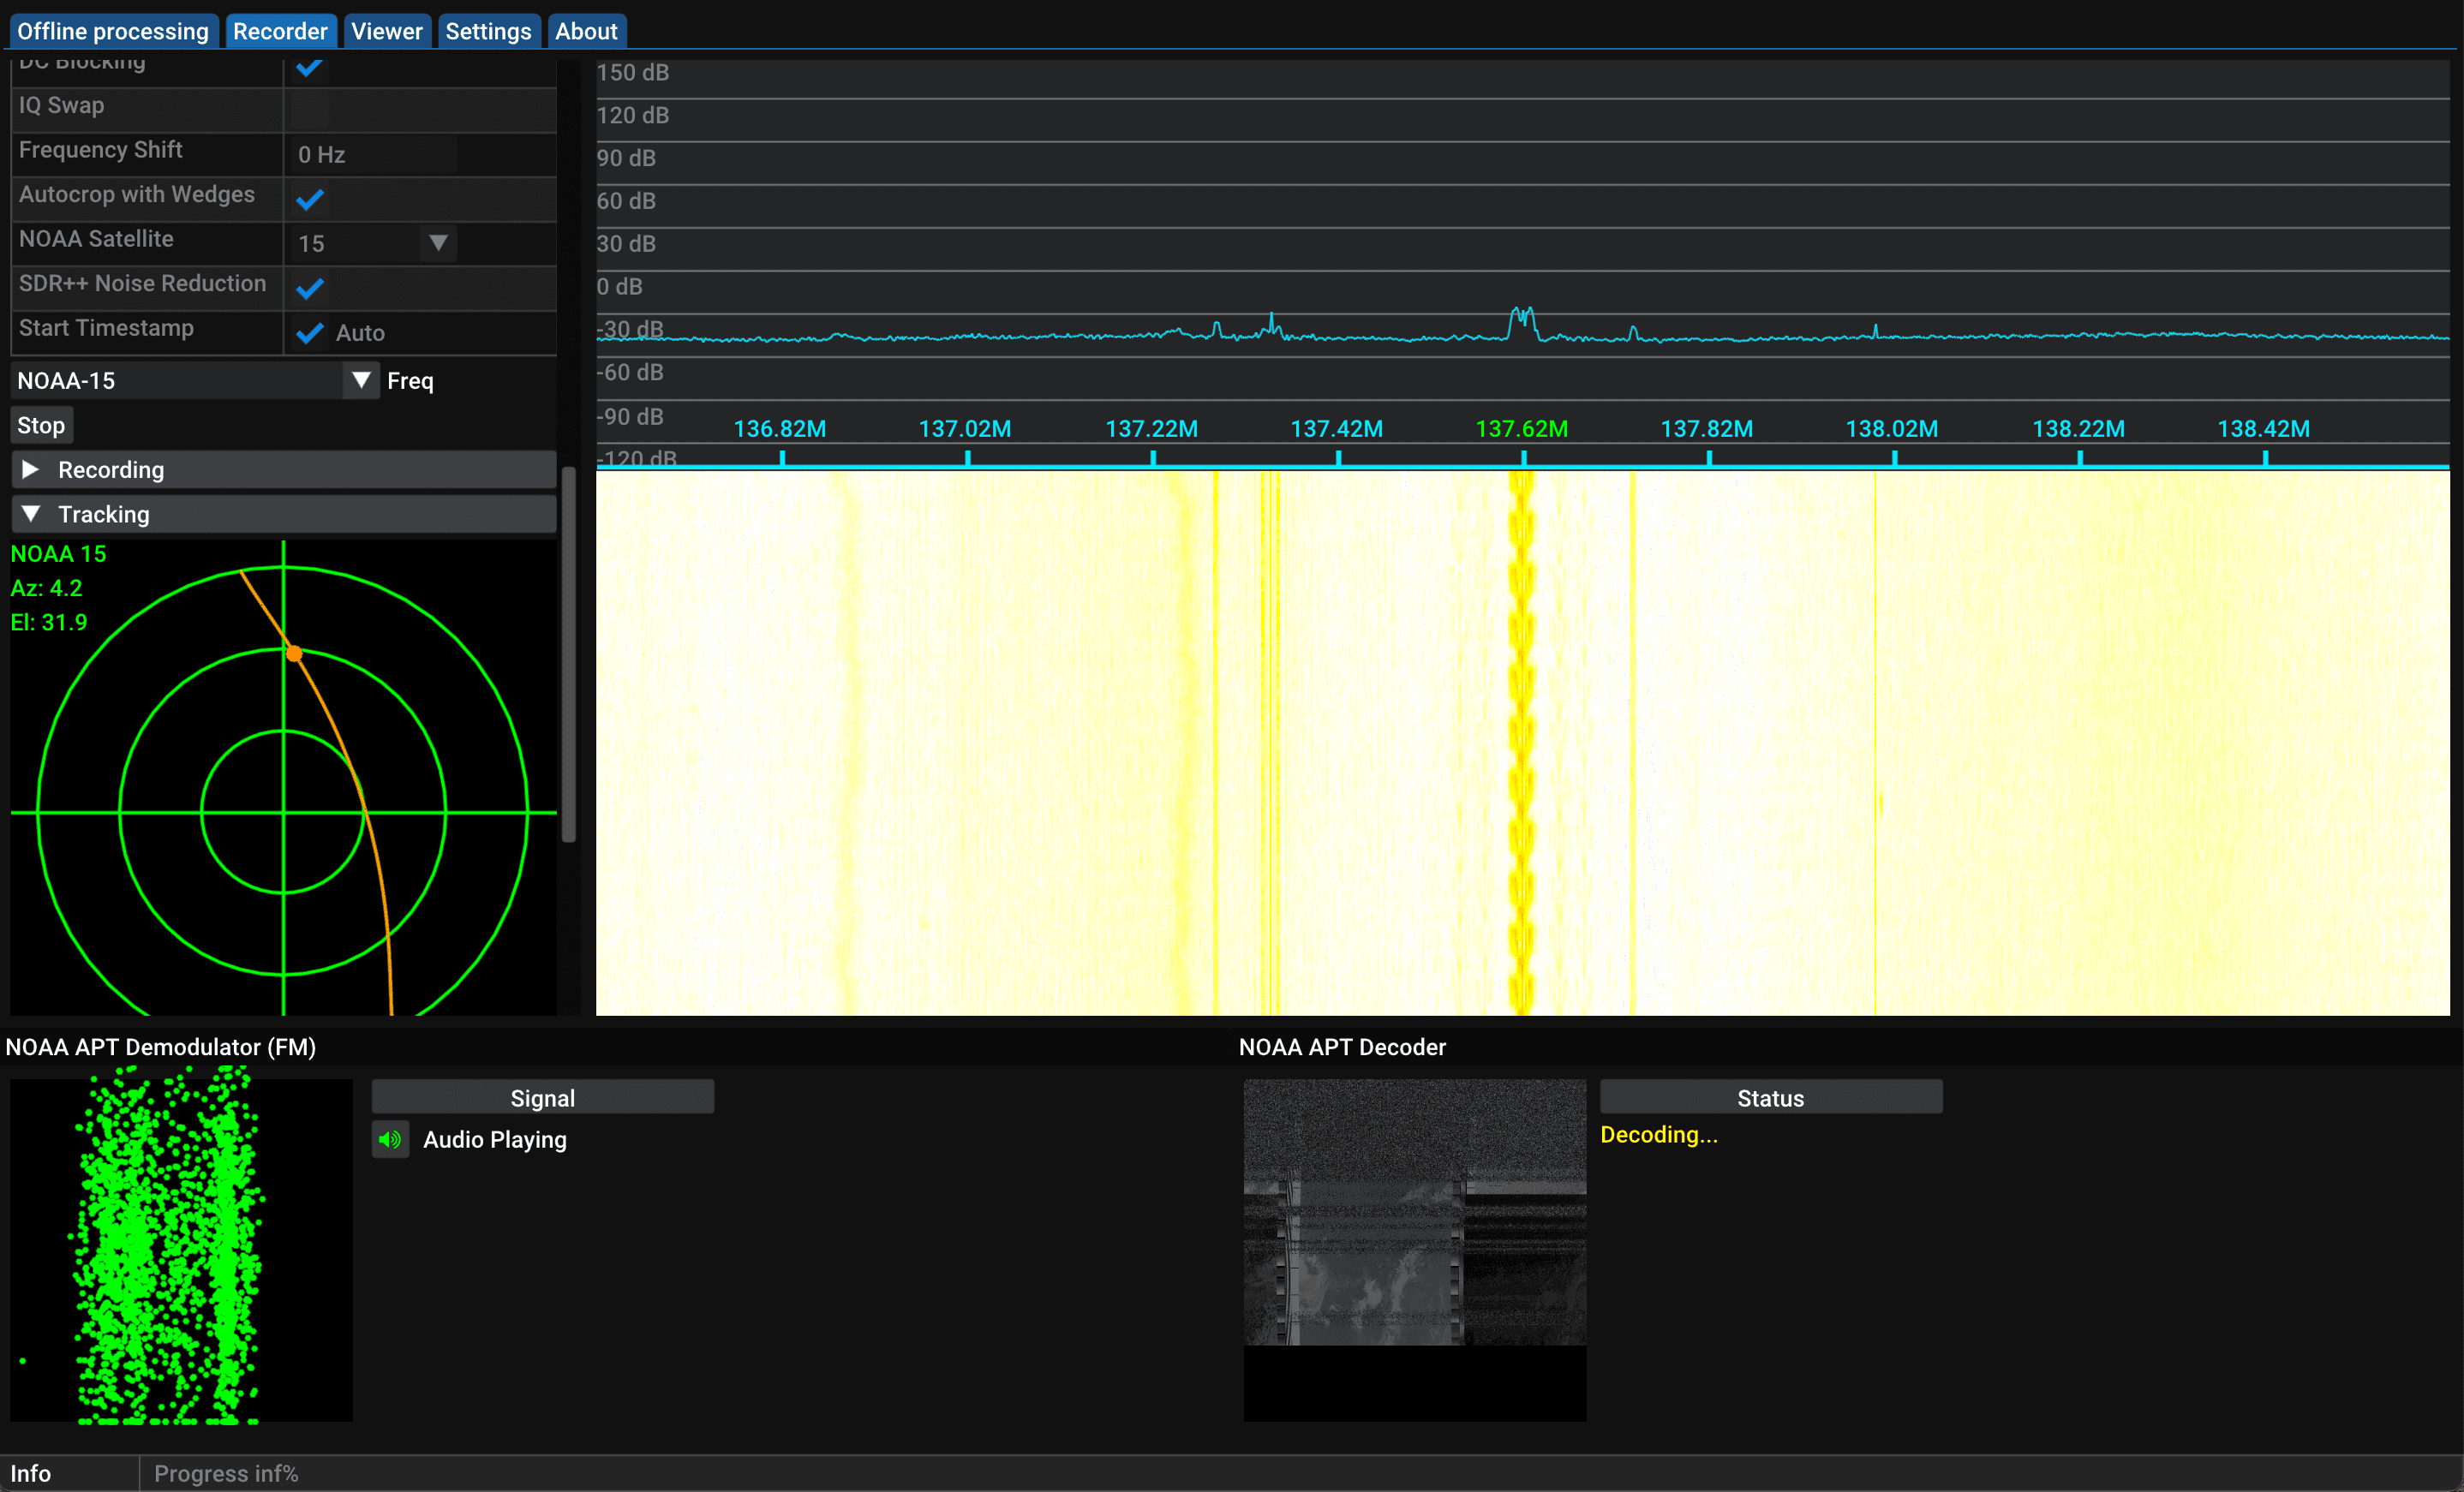 Offline processing Recorder Viewer Settings About
DC Blocking
IQ Swap
Frequency Shift 0 Hz
Autocrop with Wedges
NOAA Satellite 15
SDR++ Noise Reduction
Start Timestamp Auto
NOAA-15 Freq
Stop
Recording
Tracking
NOAA 15
Az: 4.2
El: 31.9
150 dB
120 dB
90 dB
60 dB
30 dB
0 dB
-30 dB
-60 dB
-90 dB
136.82M 137.02M 137.22M 137.42M 137.62M 137.82M 138.02M 138.22M 138.42M
-120 dB
NOAA APT Demodulator (FM)
Signal
Audio Playing
NOAA APT Decoder
Status
Decoding...
Info Progress inf%